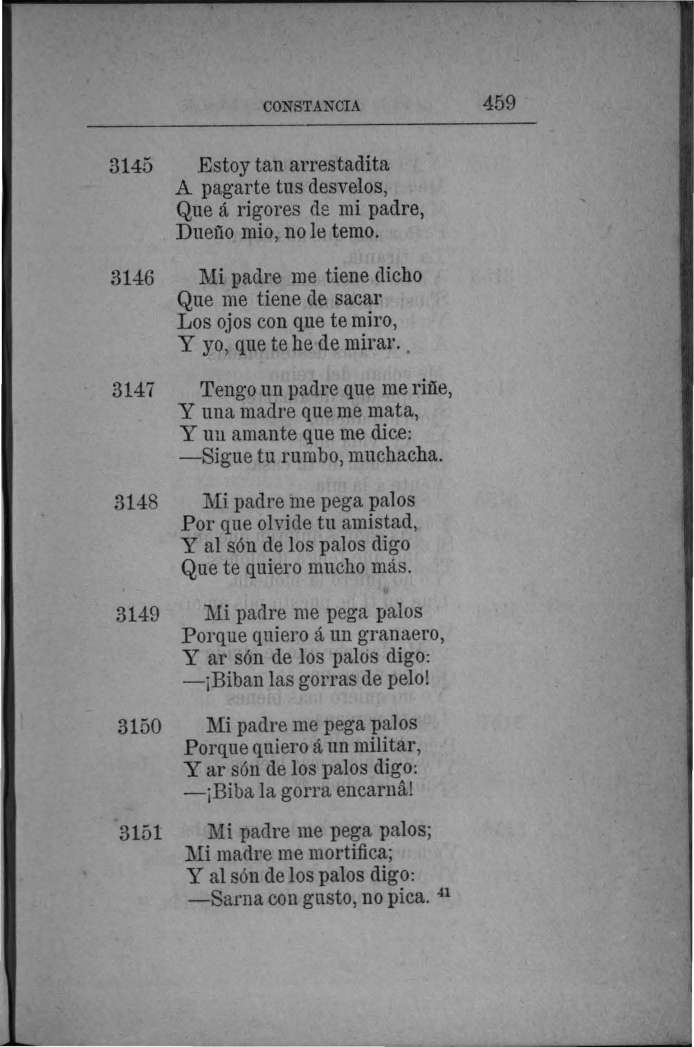 CONSTANCIA 459
3145 Estoy tan arrestadita
A pagarte tus desvelos,
Que á rigores de mi padre,
Dueño mio, no le temo.
3146 Mi padre me tiene dicho
Que me tiene de sacar
Los ojos con que te miro,
Y yo, que te he de mirar.
3147 Tengo un padre que me riñe,
Y una madre que me mata,
Y un amante que me dice:
—Sigue tu rumbo, muchacha.
3148 Mi padre me pega palos
Por que olvide tu amistad,
Y al són de los palos digo
Que te quiero mucho más.
3149 Mi padre me pega palos
Porque quiero á un granaero,
Y ar són de los palos digo:
—¡Biban las gorras de pelo!
3150 Mi padre me pega palos
Porque quiero á un militar,
Y ar són de los palos digo:
—¡Biba la gorra encarnâ!
3151 Mi padre me pega palos;
Mi madre me mortifica;
Y al són de los palos digo:
—Sarna con gusto, no pica. 41